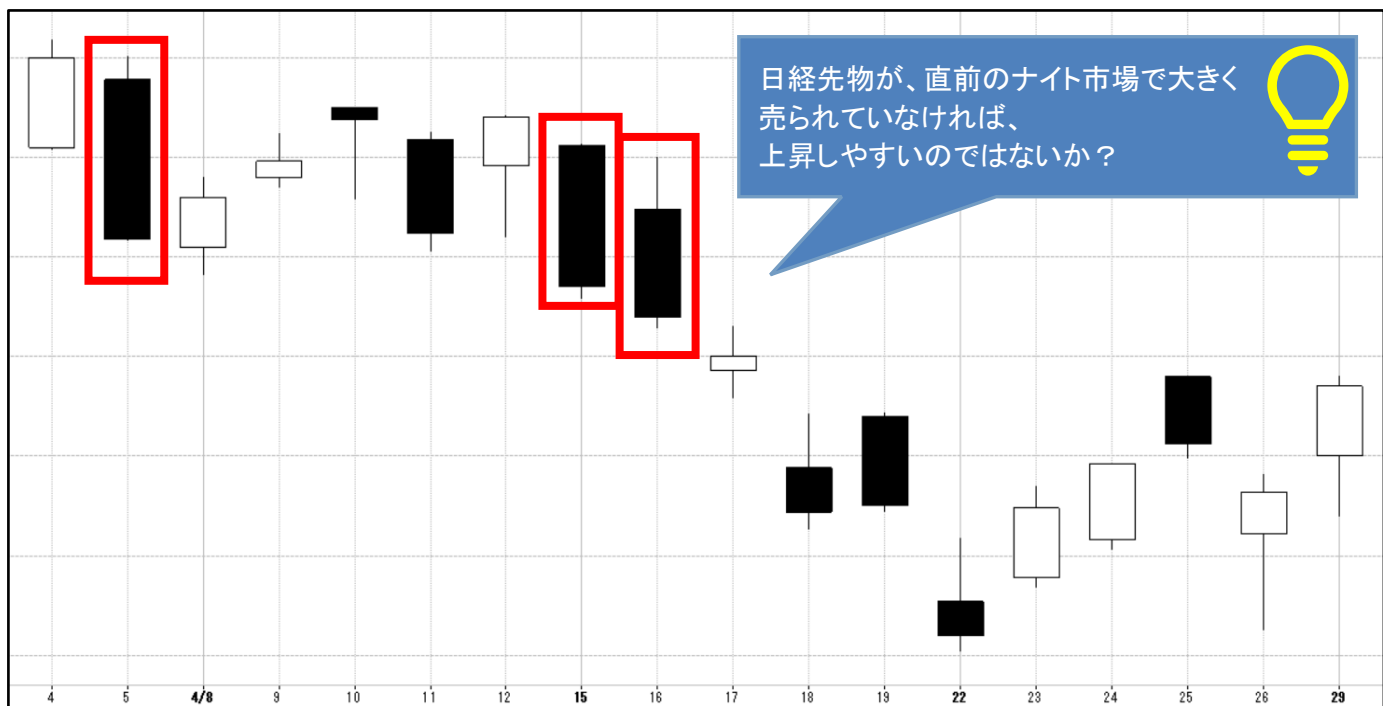 日経先物が、直前のナイト市場で大きく
売られていなければ、
上昇しやすいのではないか？
4 5 4/8 9 10 11 12 15 16 17 18 19 22 23 24 25 26 29